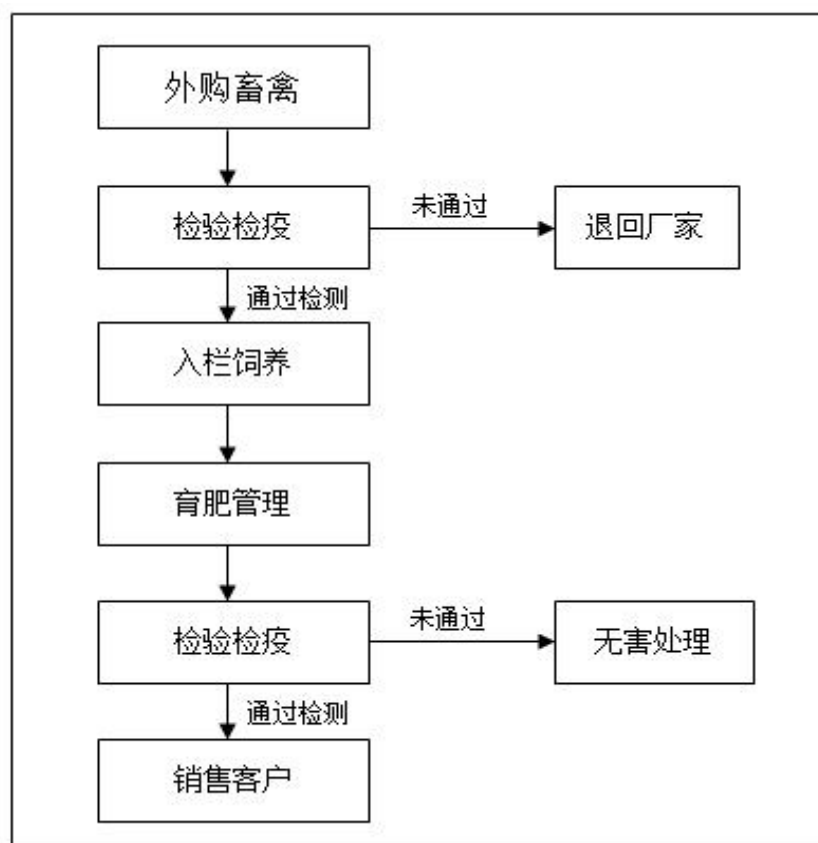 外购畜禽
检验检疫
未通过
退回厂家
通过检测
入栏饲养
育肥管理
检验检疫
未通过
无害处理
通过检测
销售客户